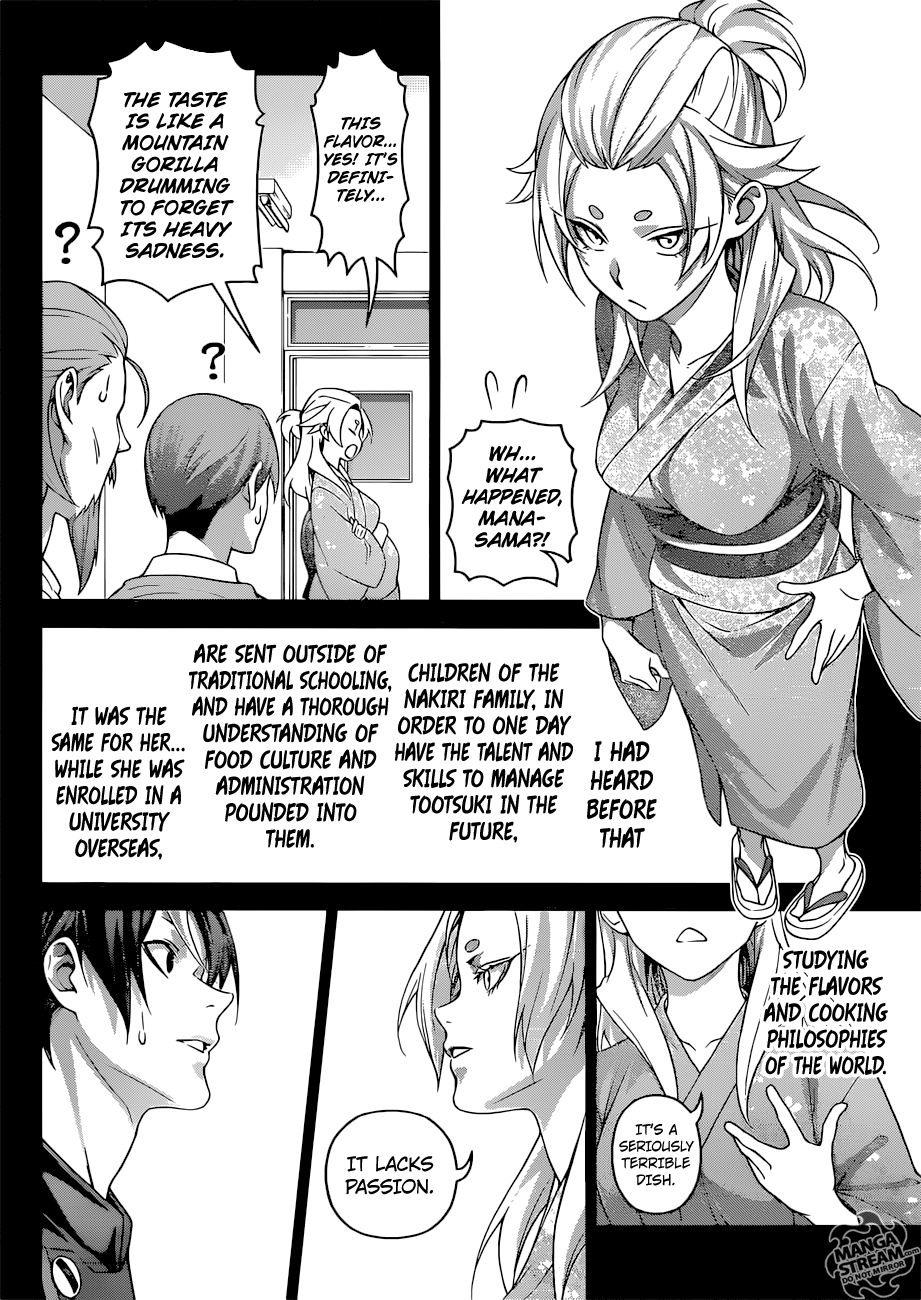 THIS
FLAVOR...
YES! IT'S
DEFINI-
TELY...
THE TASTE
IS LIKE A
MOUNTAIN
GORILLA
DRUMMING
TO FORGET
ITS HEAVY
SADNESS.
?
?
WH...
WHAT
HAPPENED,
MANA-
SAMA?!
I HAD
HEARD
BEFORE
THAT
CHILDREN OF THE
NAKIRI FAMILY, IN
ORDER TO ONE DAY
HAVE THE TALENT AND
SKILLS TO MANAGE
TOOTSUKI IN THE
FUTURE,
ARE SENT OUTSIDE OF
TRADITIONAL SCHOOLING,
AND HAVE A THOROUGH
UNDERSTANDING OF
FOOD CULTURE AND
ADMINISTRATION
POUNDED INTO
THEM.
IT WAS THE
SAME FOR HER...
WHILE SHE WAS
ENROLLED IN A
UNIVERSITY
OVERSEAS,
STUDYING
THE FLAVORS
AND COOKING
PHILOSOPHIES
OF THE WORLD.
IT'S A
SERIOUSLY
TERRIBLE
DISH.
IT LACKS
PASSION.
MANGA
STREAM.com
DO NOT MIRROR!